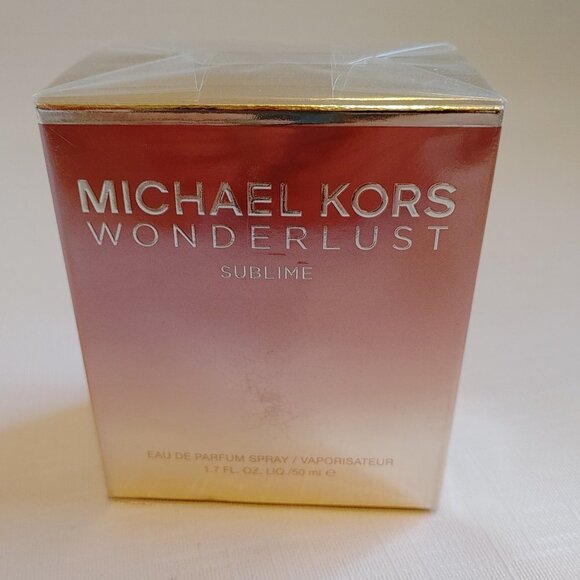 MICHAEL KORS
WONDERLUST
SUBLIME
EAU DE PARFUM SPRAY / VAPORISATEUR
1.7 FL. OZ. LIQ./50 ml ℮